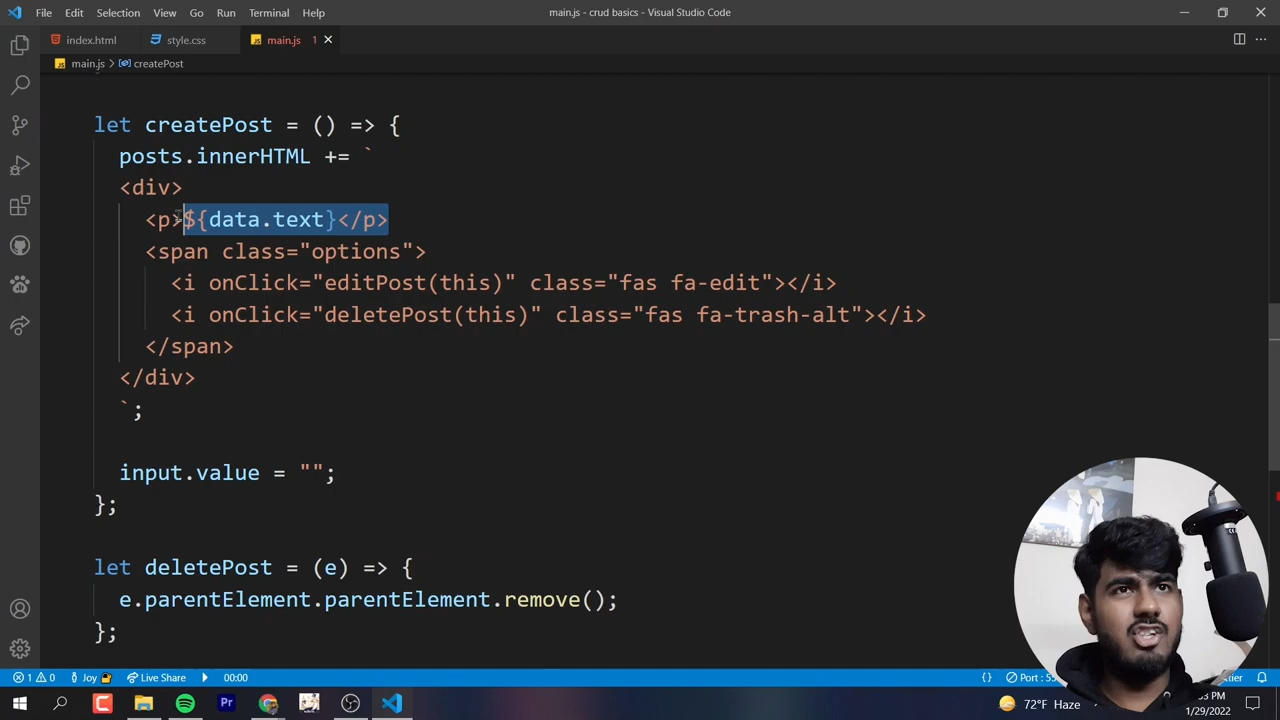 File Edit Selection View Go Run Terminal Help
main.js - crud basics - Visual Studio Code
index.html
style.css
main.js 1
main.js > createPost
let createPost = () => {
posts.innerHTML += `
<div>
<p>${data.text}</p>
<span class="options">
<i onClick="editPost(this)" class="fas fa-edit"></i>
<i onClick="deletePost(this)" class="fas fa-trash-alt"></i>
</span>
</div>
`;
input.value = "";
};
let deletePost = (e) => {
e.parentElement.parentElement.remove();
};
1 0 Joy Live Share 00:00
{} Port :
Pr
72°F Haze
1/29/2022